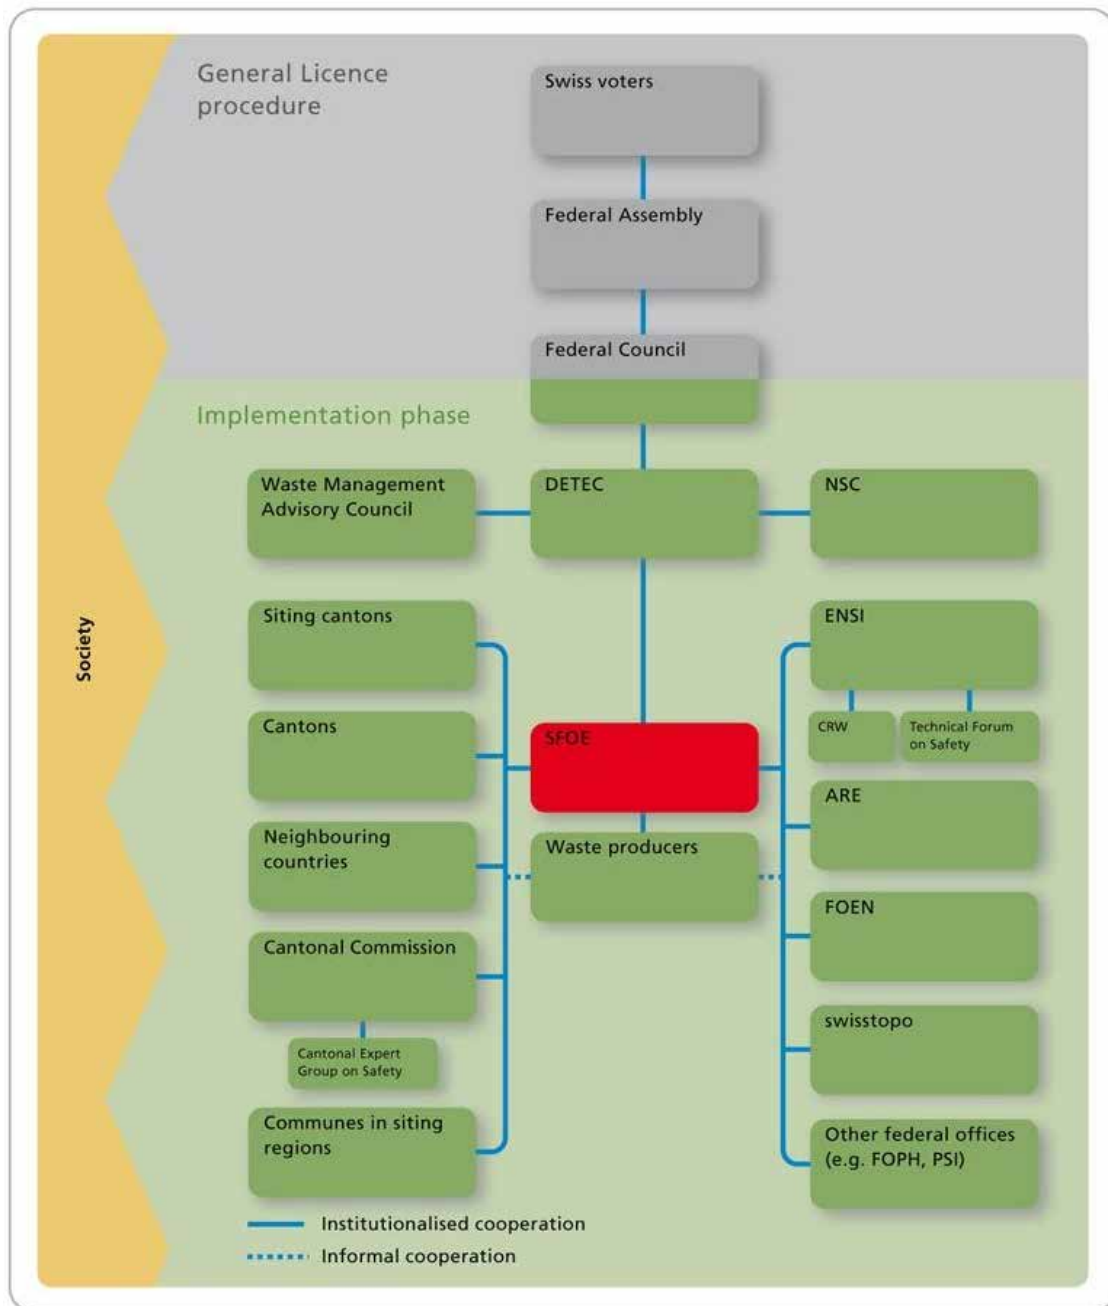 General Licence
procedure
Swiss voters
Federal Assembly
Federal Council
Implementation phase
Waste Management
Advisory Council
DETEC
NSC
Society
Siting cantons
Cantons
Neighbouring
countries
Cantonal Commission
Cantonal Expert
Group on Safety
Communes in siting
regions
SFOE
Waste producers
ENSI
CRW
Technical Forum
on Safety
ARE
FOEN
swisstopo
Other federal offices
(e.g. FOPH, PSI)
Institutionalised cooperation
Informal cooperation